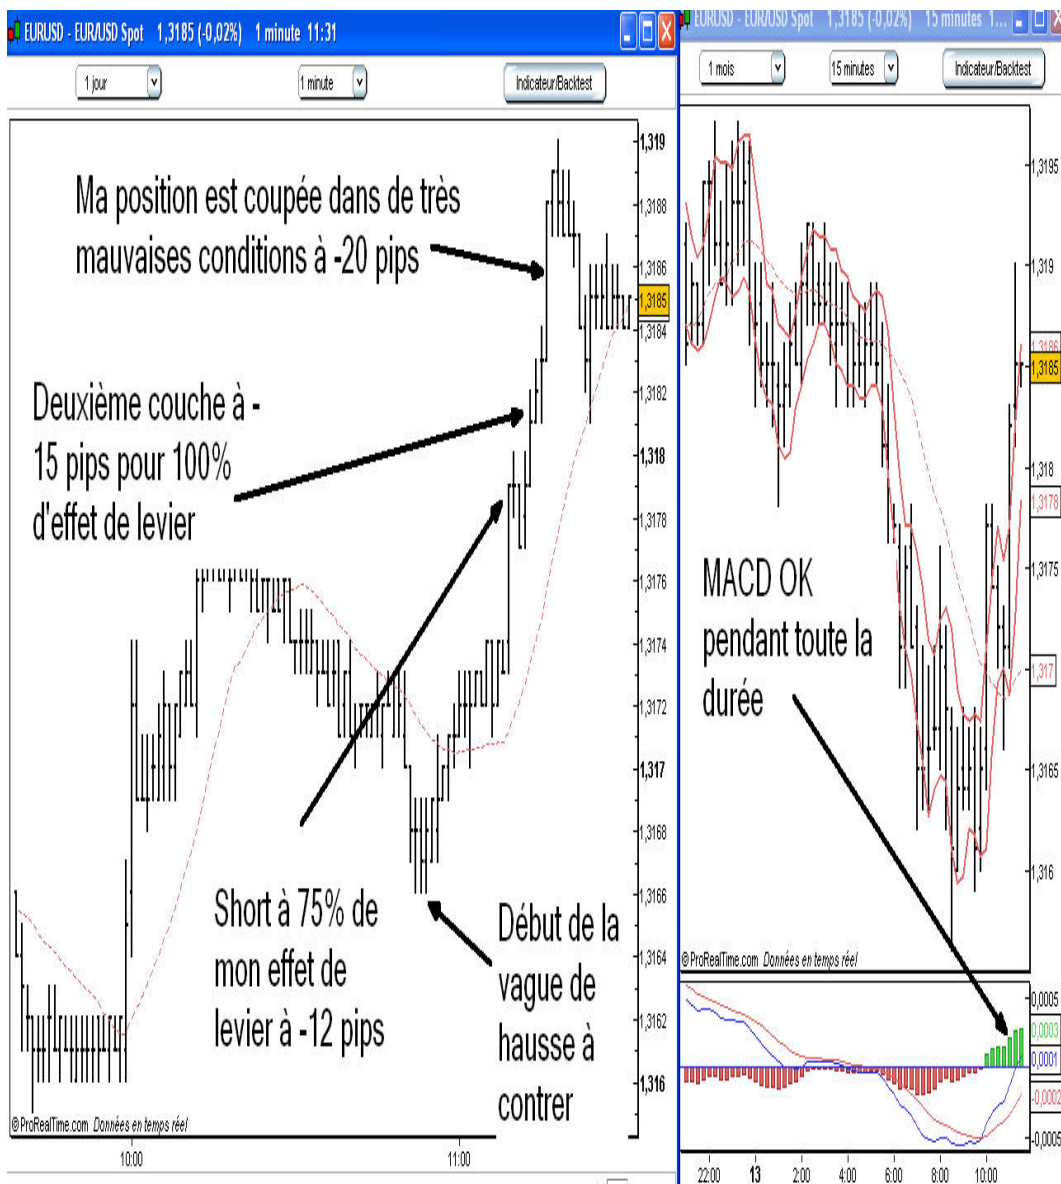 EURUSD - EUR/USD Spot 1,3185 (-0,02%) 1 minute 11:31
1 jour
1 minute
Indicateur/Backtest
Ma position est coupée dans de très
mauvaises conditions à -20 pips
Deuxième couche à -
15 pips pour 100%
d'effet de levier
Short à 75% de
mon effet de
levier à -12 pips
Début de la
vague de
hausse à
contrer
1,319
1,3188
1,3186
1,3185
1,3184
1,3182
1,318
1,3178
1,3176
1,3174
1,3172
1,317
1,3168
1,3166
1,3164
1,3162
1,316
©ProRealTime.com Données en temps réel
10:00
11:00
EURUSD - EUR/USD Spot 1,3185 (-0,02%) 15 minutes 1...
1 mois
15 minutes
Indicateur/Backtest
MACD OK
pendant toute la
durée
1,3195
1,319
1,3186
1,3185
1,318
1,3178
1,3175
1,317
1,3165
1,316
©ProRealTime.com Données en temps réel
0,0005
0,0003
0,0001
-0,0002
-0,0005
22:00
13
2:00
4:00
6:00
8:00
10:00